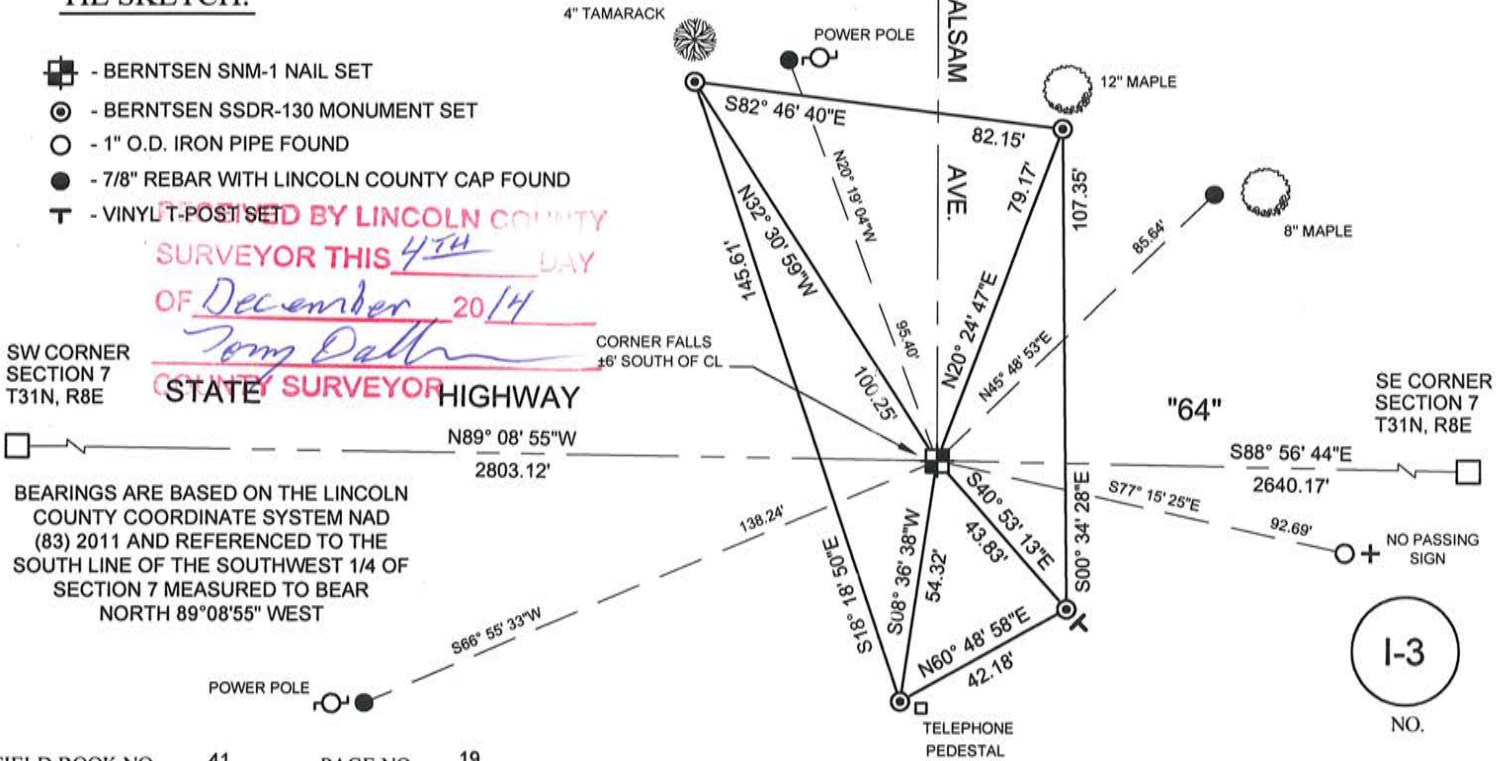 TIE SKETCH:
- BERNTSEN SNM-1 NAIL SET
- BERNTSEN SSDR-130 MONUMENT SET
- 1" O.D. IRON PIPE FOUND
- 7/8" REBAR WITH LINCOLN COUNTY CAP FOUND
- VINYL T-POST SET
RECEIVED BY LINCOLN COUNTY
SURVEYOR THIS 4TH DAY
OF December 2014
COUNTY SURVEYOR
4" TAMARACK
POWER POLE
ALSAM
AVE.
12" MAPLE
8" MAPLE
S82° 46' 40"E
82.15'
N20° 19' 04"W
95.40'
N32° 30' 59"W
100.25'
145.61'
S18° 18' 50"E
79.17'
N20° 24' 47"E
107.35'
S00° 34' 28"E
85.64'
N45° 48' 53"E
CORNER FALLS
±6' SOUTH OF CL
SW CORNER
SECTION 7
T31N, R8E
STATE HIGHWAY
"64"
SE CORNER
SECTION 7
T31N, R8E
N89° 08' 55"W
2803.12'
S88° 56' 44"E
2640.17'
S77° 15' 25"E
92.69'
NO PASSING
SIGN
S40° 53' 13"E
43.83'
S08° 36' 38"W
54.32'
N60° 48' 58"E
42.18'
138.24'
S66° 55' 33"W
BEARINGS ARE BASED ON THE LINCOLN
COUNTY COORDINATE SYSTEM NAD
(83) 2011 AND REFERENCED TO THE
SOUTH LINE OF THE SOUTHWEST 1/4 OF
SECTION 7 MEASURED TO BEAR
NORTH 89°08'55" WEST
POWER POLE
TELEPHONE
PEDESTAL
I-3
NO.
FIELD BOOK NO. 41 PAGE NO. 19